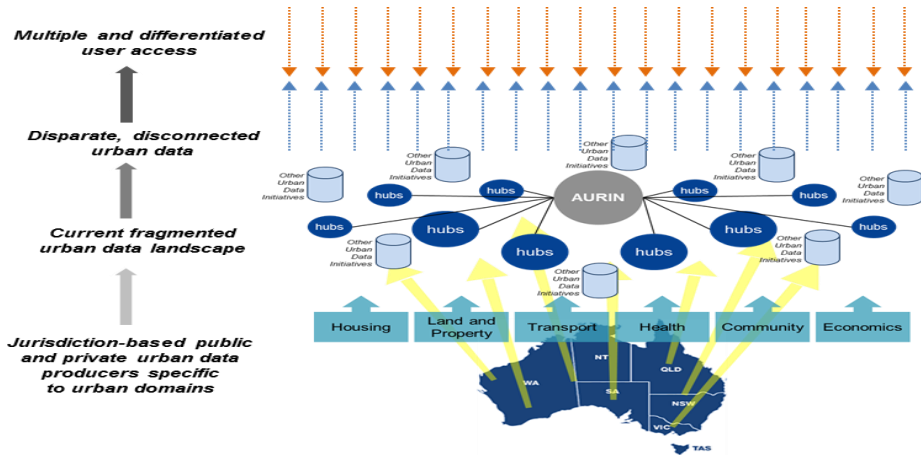 Multiple and differentiated
user access
Disparate, disconnected
urban data
Current fragmented
urban data landscape
Jurisdiction-based public
and private urban data
producers specific
to urban domains
Other
Urban
Data
Initiatives
Other
Urban
Data
Initiatives
Other
Urban
Data
Initiatives
Other
Urban
Data
Initiatives
Other
Urban
Data
Initiatives
hubs
hubs
AURIN
hubs
hubs
hubs
hubs
hubs
hubs
hubs
hubs
Other
Urban
Data
Initiatives
Other
Urban
Data
Initiatives
Other
Urban
Data
Initiatives
Housing
Land and
Property
Transport
Health
Community
Economics
NT
WA
QLD
SA
NSW
VIC
TAS